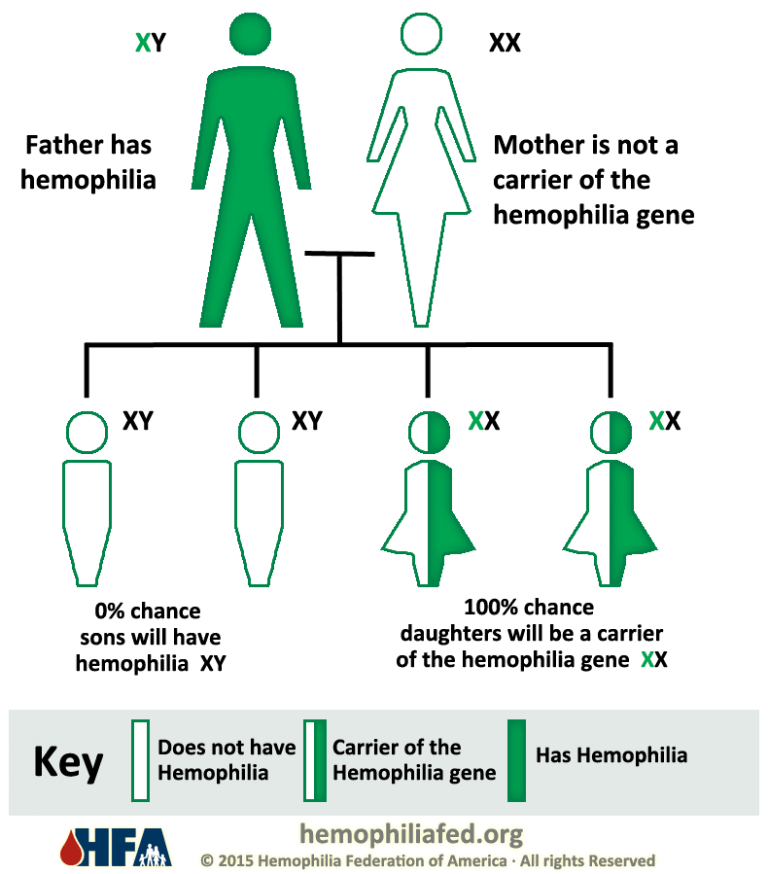 XY
XX
Father has
hemophilia
Mother is not a
carrier of the
hemophilia gene
XY
XY
XX
XX
0% chance
sons will have
hemophilia XY
100% chance
daughters will be a carrier
of the hemophilia gene XX
Key
Does not have
Hemophilia
Carrier of the
Hemophilia gene
Has Hemophilia
HFA
hemophiliafed.org
© 2015 Hemophilia Federation of America · All rights Reserved